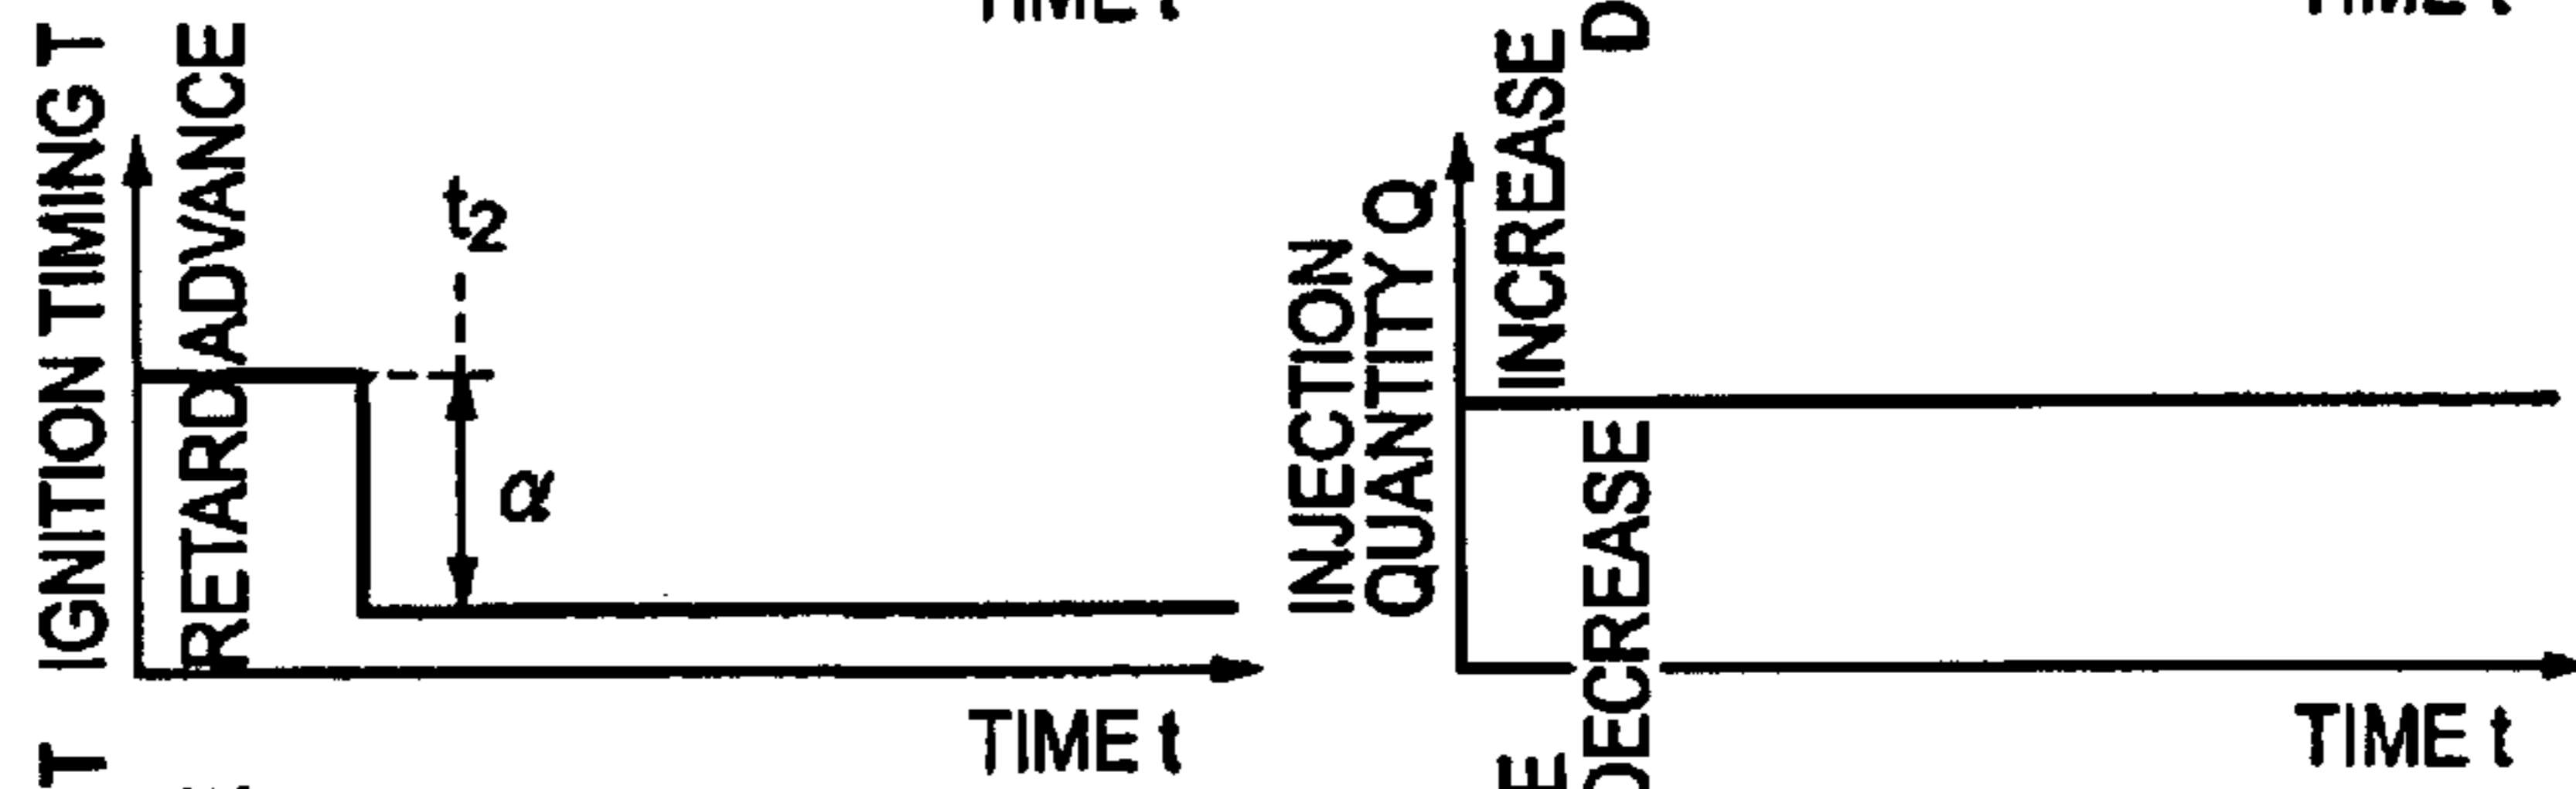 TIME t
TIME t
IGNITION TIMING T
RETARD ADVANCE
t2
α
TIME t
INJECTION
QUANTITY Q
INCREASE
DECREASE
TIME t
T
D
E